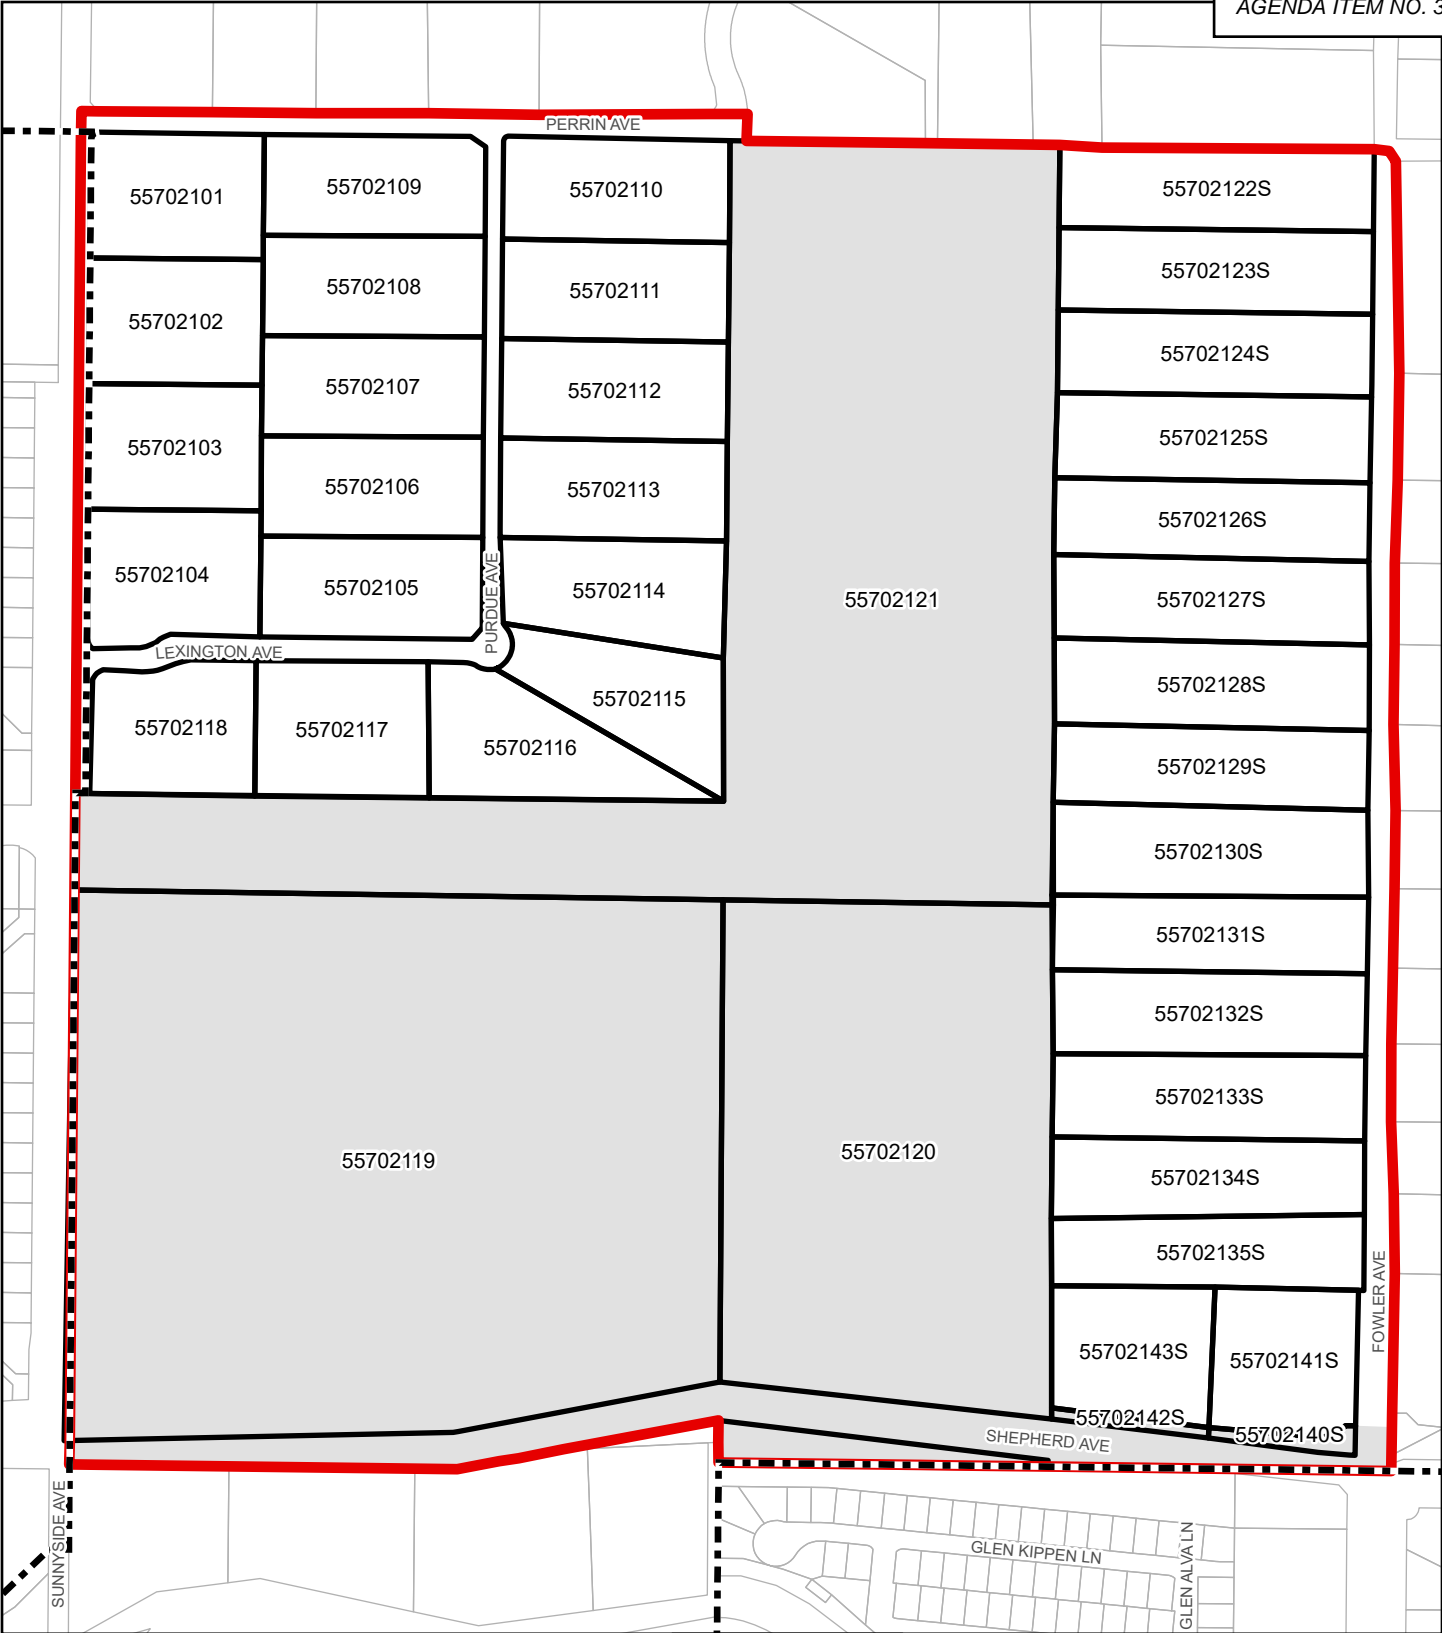 AGENDA ITEM NO. 3
PERRIN AVE
55702101
55702109
55702110
55702122S
55702108
55702111
55702123S
55702102
55702107
55702112
55702124S
55702103
55702106
55702113
55702125S
55702126S
55702104
55702105
PURDUE AVE
55702114
55702121
55702127S
LEXINGTON AVE
55702115
55702128S
55702118
55702117
55702116
55702129S
55702130S
55702131S
55702132S
55702133S
55702119
55702120
55702134S
55702135S
FOWLER AVE
55702143S
55702141S
55702142S
55702140S
SHEPHERD AVE
SUNNYSIDE AVE
GLEN KIPPEN LN
GLEN ALVA LN